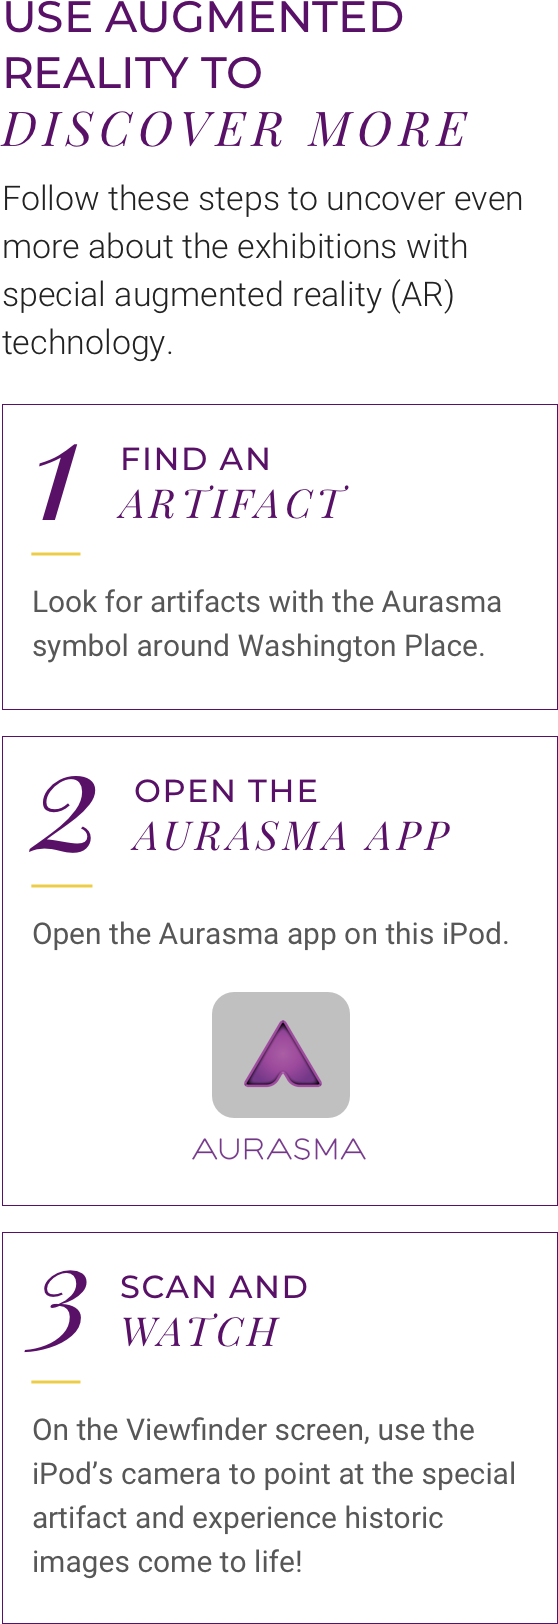 USE AUGMENTED
REALITY TO
DISCOVER MORE
Follow these steps to uncover even
more about the exhibitions with
special augmented reality (AR)
technology.
1
FIND AN
ARTIFACT
Look for artifacts with the Aurasma
symbol around Washington Place.
2
OPEN THE
AURASMA APP
Open the Aurasma app on this iPod.
AURASMA
3
SCAN AND
WATCH
On the Viewfinder screen, use the
iPod’s camera to point at the special
artifact and experience historic
images come to life!